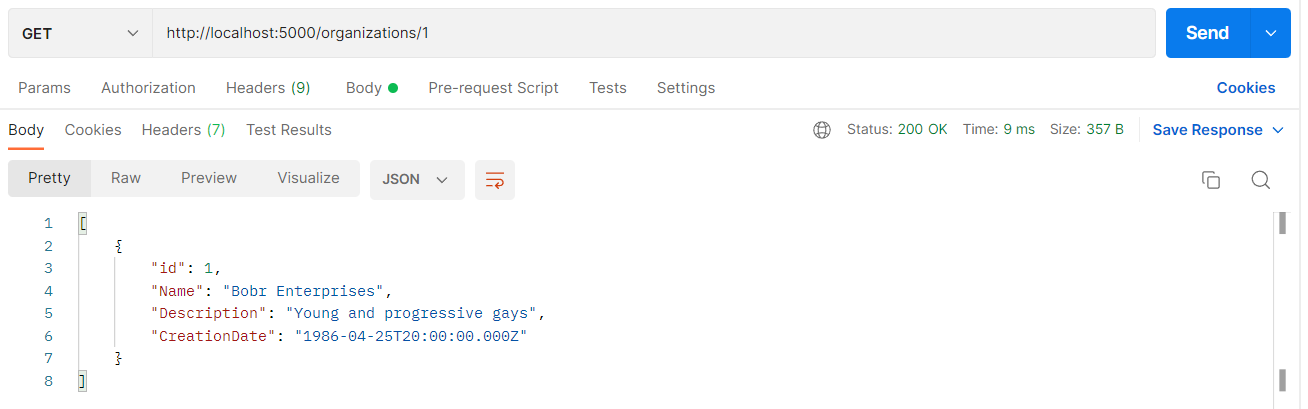 GET http://localhost:5000/organizations/1 Send
Params Authorization Headers (9) Body Pre-request Script Tests Settings Cookies
Body Cookies Headers (7) Test Results Status: 200 OK Time: 9 ms Size: 357 B Save Response
Pretty Raw Preview Visualize JSON
1 [
2 {
3 "id": 1,
4 "Name": "Bobr Enterprises",
5 "Description": "Young and progressive gays",
6 "CreationDate": "1986-04-25T20:00:00.000Z"
7 }
8 ]